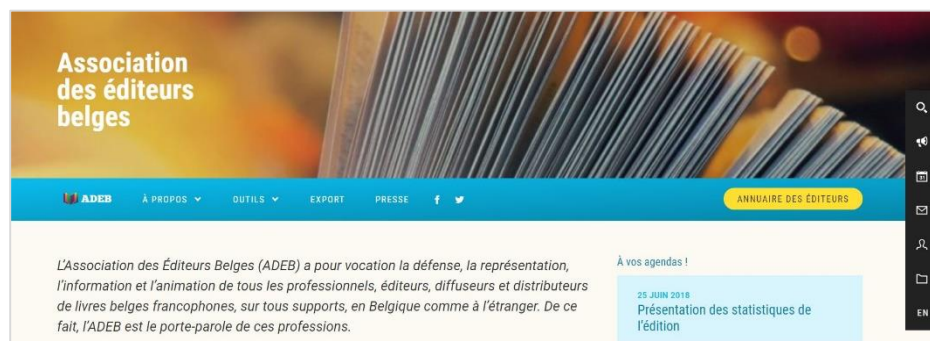 Association
des éditeurs
belges
ADEB À PROPOS OUTILS EXPORT PRESSE ANNUAIRE DES ÉDITEURS
L'Association des Éditeurs Belges (ADEB) a pour vocation la défense, la représentation,
l'information et l'animation de tous les professionnels, éditeurs, diffuseurs et distributeurs
de livres belges francophones, sur tous supports, en Belgique comme à l'étranger. De ce
fait, l'ADEB est le porte-parole de ces professions.
À vos agendas !
25 JUIN 2018
Présentation des statistiques de
l'édition
31
EN